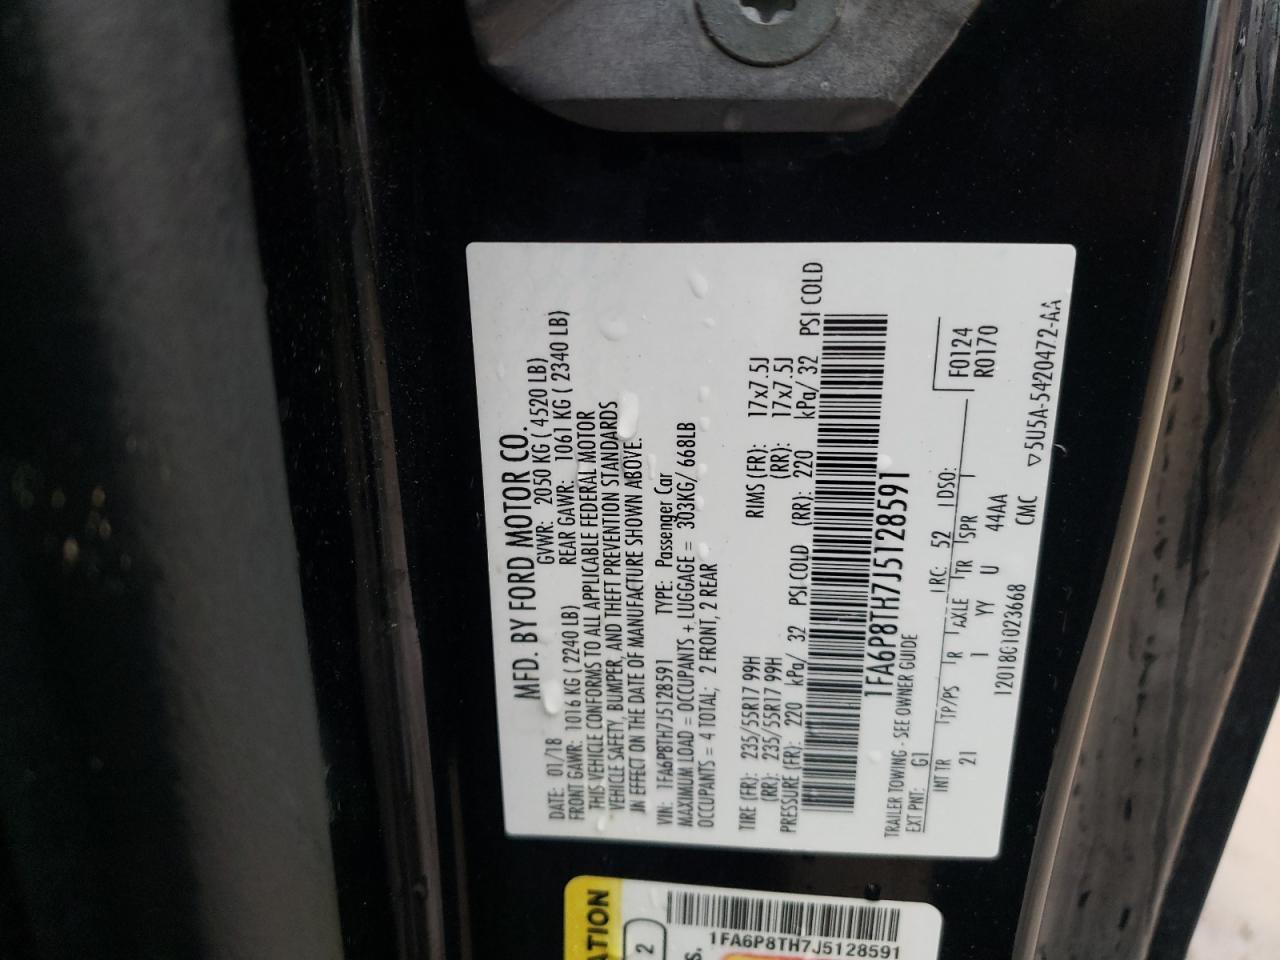 MFD. BY FORD MOTOR CO.
DATE: 01/18 GVWR: 2050 KG ( 4520 LB)
FRONT GAWR: 1016 KG ( 2240 LB) REAR GAWR: 1061 KG ( 2340 LB)
THIS VEHICLE CONFORMS TO ALL APPLICABLE FEDERAL MOTOR
VEHICLE SAFETY, BUMPER, AND THEFT PREVENTION STANDARDS
IN EFFECT ON THE DATE OF MANUFACTURE SHOWN ABOVE.
VIN: 1FA6P8TH7J5128591 TYPE: Passenger Car
MAXIMUM LOAD = OCCUPANTS + LUGGAGE = 303KG/ 668LB
OCCUPANTS = 4 TOTAL; 2 FRONT, 2 REAR
TIRE (FR): 235/55R17 99H RIMS (FR): 17x7.5J
(RR): 235/55R17 99H (RR): 17x7.5J
PRESSURE (FR): 220 kPa/ 32 PSI COLD (RR): 220 kPa/ 32 PSI COLD
1FA6P8TH7J5128591
TRAILER TOWING - SEE OWNER GUIDE
EXT PNT: G1 RC: 52 DSO: F0124
INT TR TP/PS R AXLE TR SPR R0170
21 I YY U 44AA
12018G1023668 CMC ▽5U5A-5420472-AA
ATION
2
1FA6P8TH7J5128591